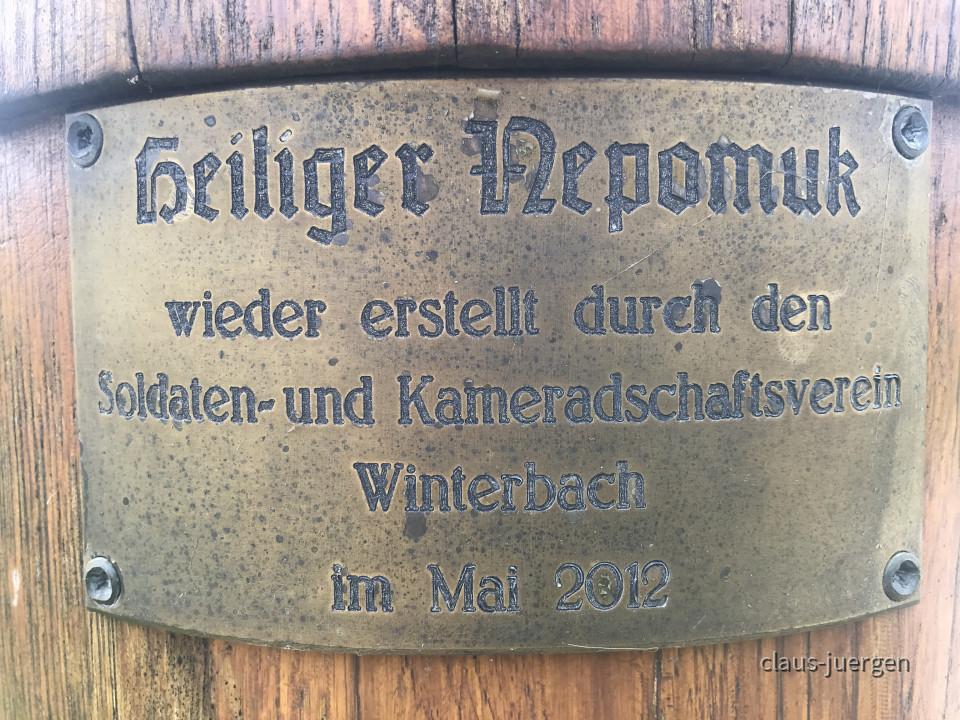 Heiliger Nepomuk
wieder erstellt durch den
Soldaten-und Kameradschaftsverein
Winterbach
im Mai 2012
claus-juergen